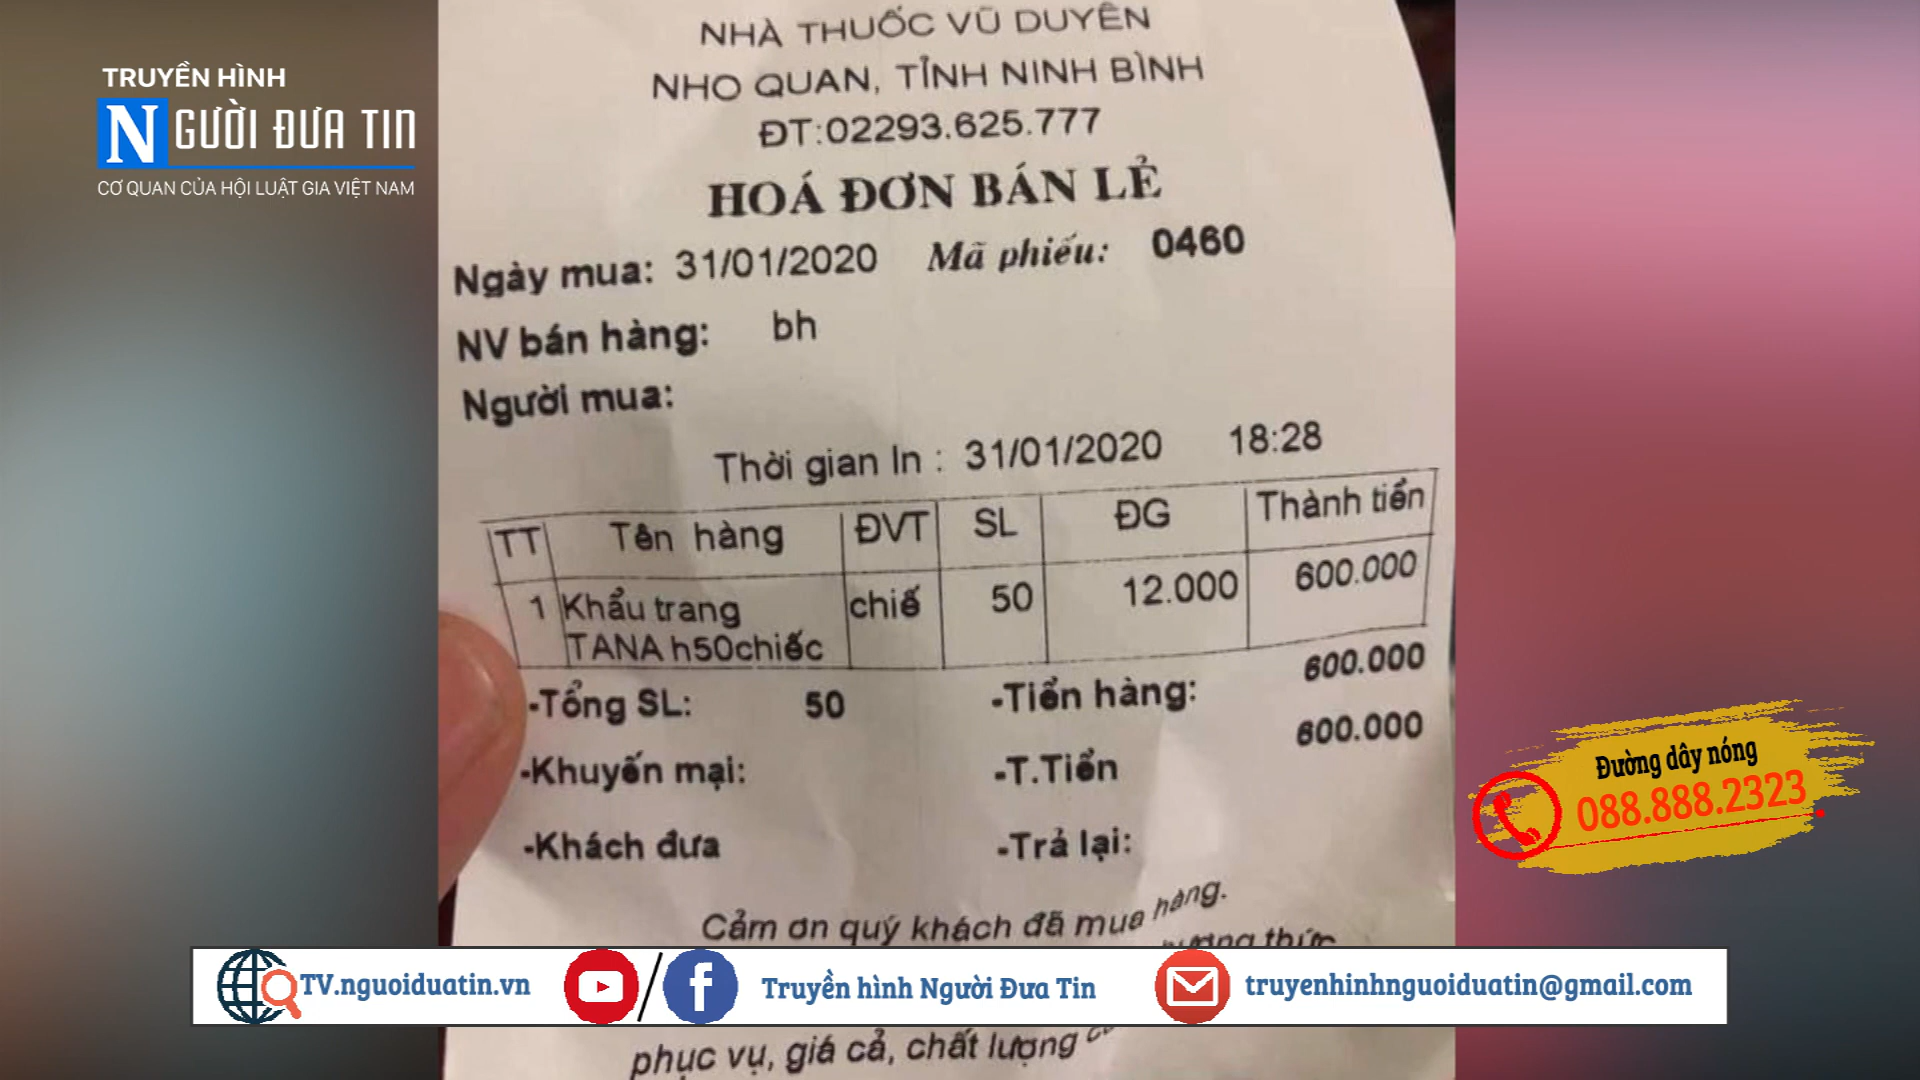 TRUYỀN HÌNH
NGƯỜI ĐƯA TIN
CƠ QUAN CỦA HỘI LUẬT GIA VIỆT NAM
NHÀ THUỐC VŨ DUYÊN
NHO QUAN, TỈNH NINH BÌNH
ĐT:02293.625.777
HOÁ ĐƠN BÁN LẺ
Ngày mua: 31/01/2020 Mã phiếu: 0460
NV bán hàng: bh
Người mua:
Thời gian In : 31/01/2020 18:28
TT Tên hàng ĐVT SL ĐG Thành tiển
1 Khẩu trang chiế 50 12.000 600.000
TANA h50chiếc
600.000
-Tổng SL: 50 -Tiển hàng:
600.000
-Khuyến mại: -T.Tiển
-Khách đưa -Trả lại:
Cảm ơn quý khách đã mua hàng.
thức
phục vụ, giá cả, chất lượng
Đường dây nóng
088.888.2323
TV.nguoiduatin.vn
Truyền hình Người Đưa Tin
truyenhinhnguoiduatin@gmail.com